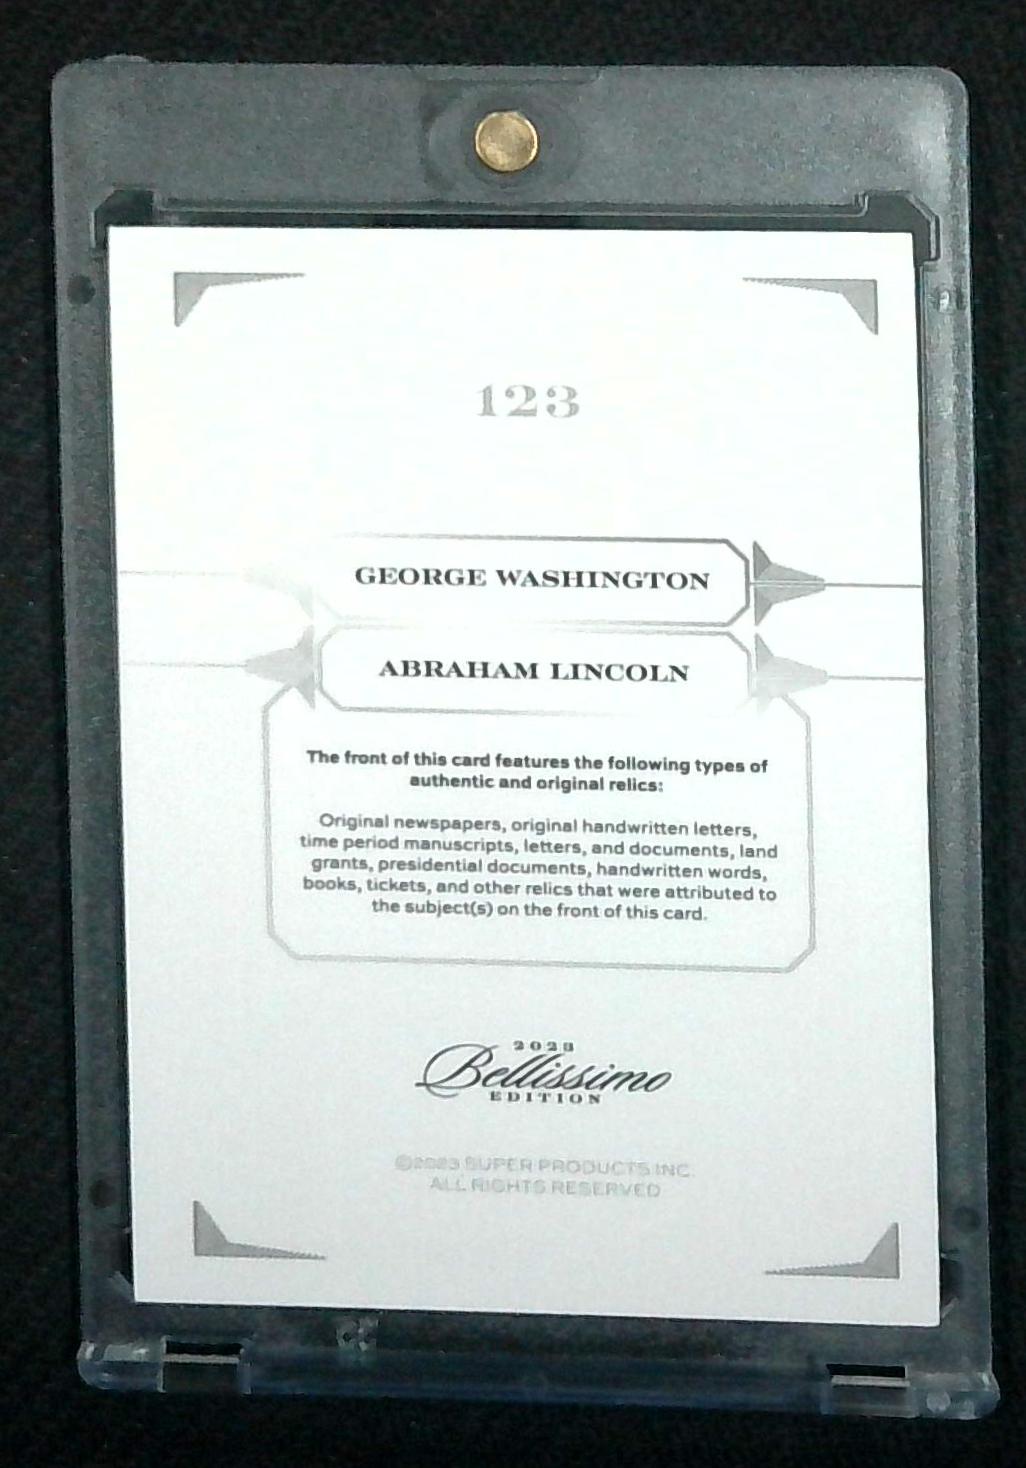 123
GEORGE WASHINGTON
ABRAHAM LINCOLN
The front of this card features the following types of
authentic and original relics:
Original newspapers, original handwritten letters,
time period manuscripts, letters, and documents, land
grants, presidential documents, handwritten words,
books, tickets, and other relics that were attributed to
the subject(s) on the front of this card.
2023
Bellissimo
EDITION
©2023 SUPER PRODUCTS INC.
ALL RIGHTS RESERVED